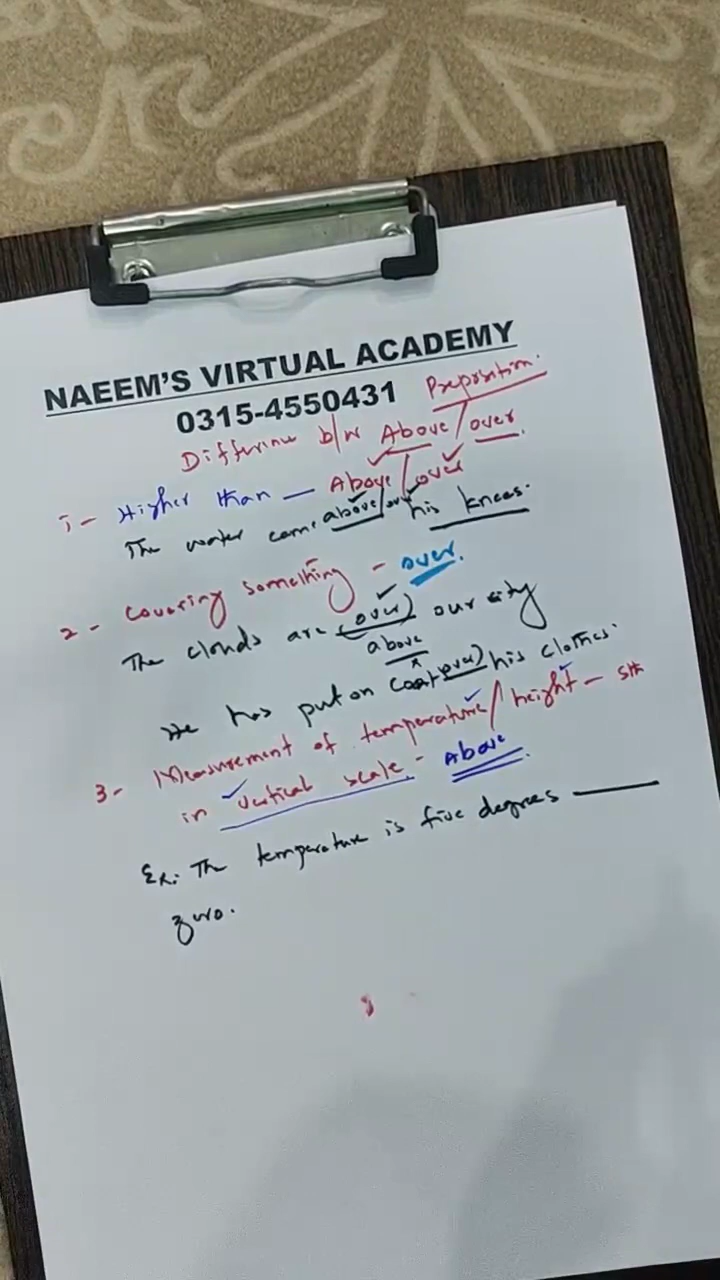 NAEEM'S VIRTUAL ACADEMY
0315-4550431 Preposition.
Difference b/w Above/over.
1- Higher than — Above/over
The water came above/over his knees.
2- Covering something - over.
The clouds are (over) our city
above
He has put on coat (over) his clothes.
3- Measurement of temperature/height - sth
in vertical scale - Above.
Ex: The temperature is five degrees ____
zero.